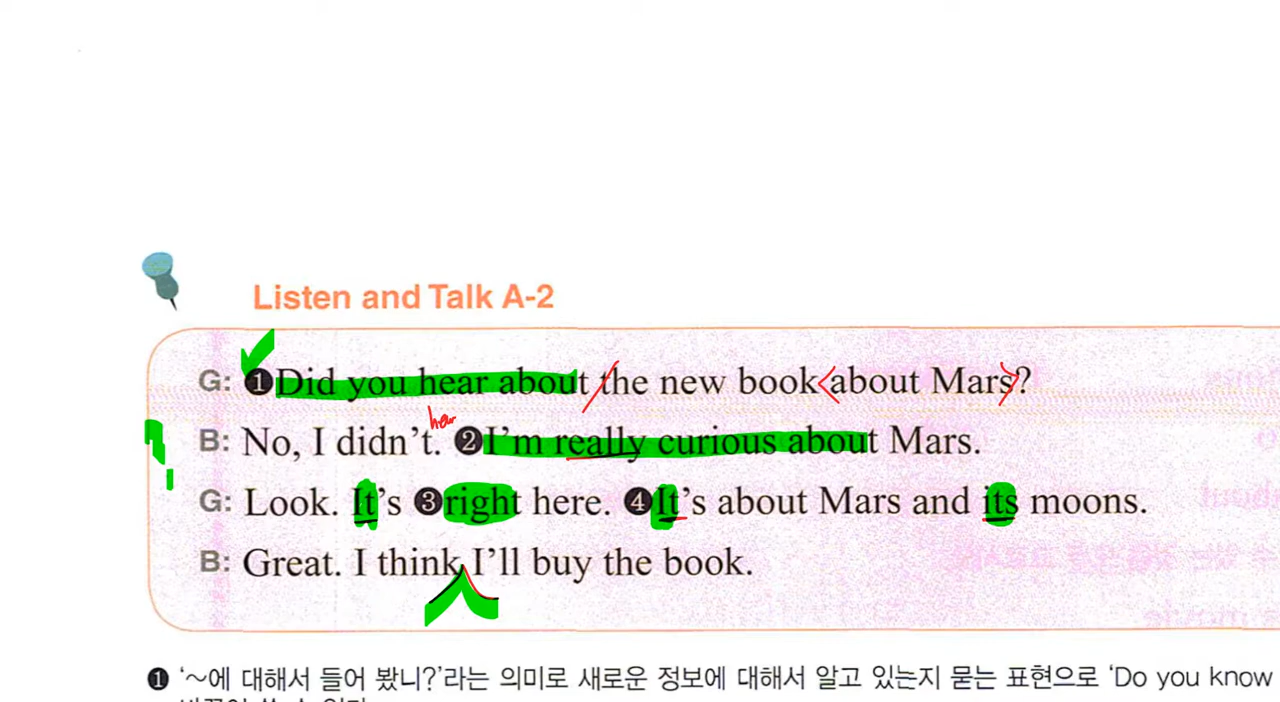 Listen and Talk A-2
G: ❶Did you hear about the new book <about Mars>?
hear
B: No, I didn't. ❷I'm really curious about Mars.
G: Look. It's ❸right here. ❹It's about Mars and its moons.
B: Great. I think I'll buy the book.
❶ '~에 대해서 들어 봤니?'라는 의미로 새로운 정보에 대해서 알고 있는지 묻는 표현으로 'Do you know